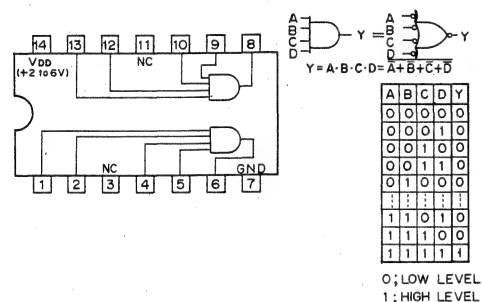 14 13 12 11 10 9 8
VDD
(+2 to 6V)
NC
NC
GND
1 2 3 4 5 6 7
A
B
C
D
Y
=
A
B
C
D
Y
Y = A·B·C·D = A̅+B̅+C̅+D̅
A B C D Y
0 0 0 0 0
0 0 0 1 0
0 0 1 0 0
0 0 1 1 0
0 1 0 0 0
1 1 0 1 0
1 1 1 0 0
1 1 1 1 1
0; LOW LEVEL
1; HIGH LEVEL